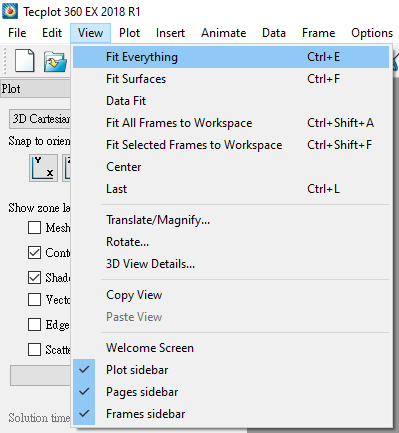 Tecplot 360 EX 2018 R1
File Edit View Plot Insert Animate Data Frame Options
Plot
3D Cartesian
Snap to orien
Y X
Show zone la
Mesh
Conto
Shade
Vecto
Edge
Scatte
Solution time
Fit Everything Ctrl+E
Fit Surfaces Ctrl+F
Data Fit
Fit All Frames to Workspace Ctrl+Shift+A
Fit Selected Frames to Workspace Ctrl+Shift+F
Center
Last Ctrl+L
Translate/Magnify...
Rotate...
3D View Details...
Copy View
Paste View
Welcome Screen
Plot sidebar
Pages sidebar
Frames sidebar